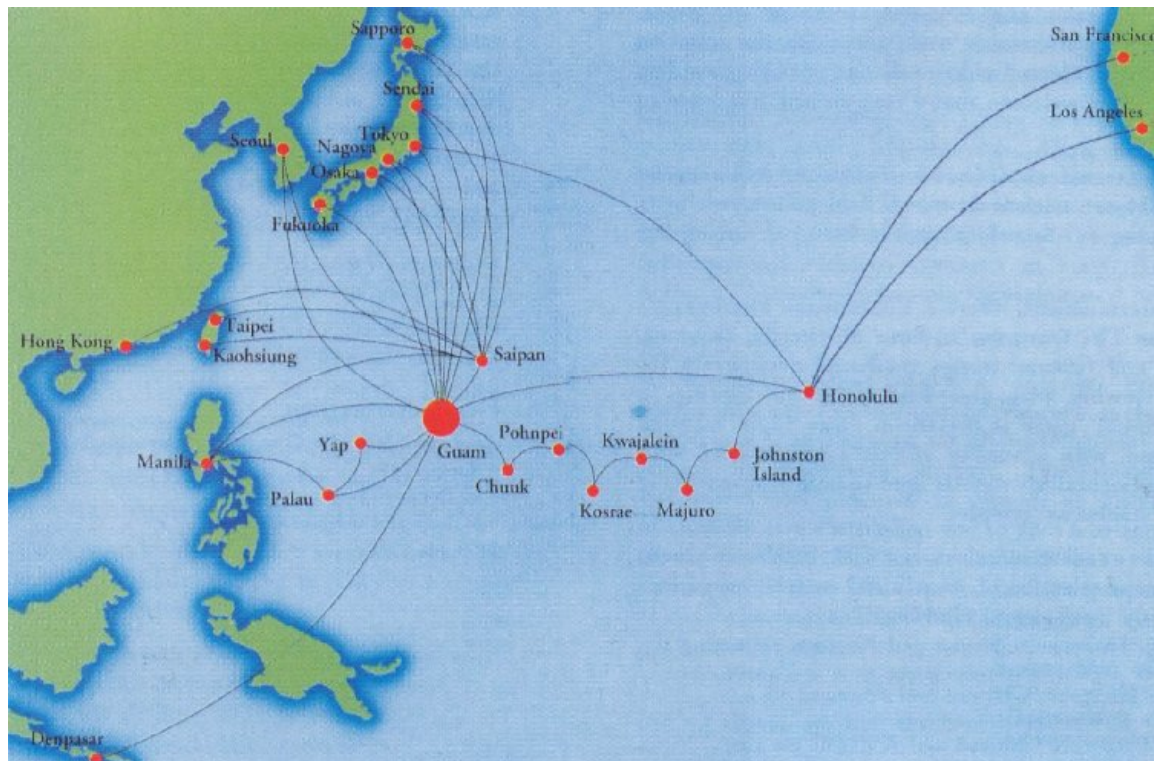 Sapporo
San Francisco
Sendai
Los Angeles
Tokyo
Seoul
Nagoya
Osaka
Fukuoka
Taipei
Hong Kong
Kaohsiung
Saipan
Honolulu
Pohnpei
Kwajalein
Yap
Guam
Manila
Johnston
Island
Chuuk
Palau
Kosrae
Majuro
Denpasar